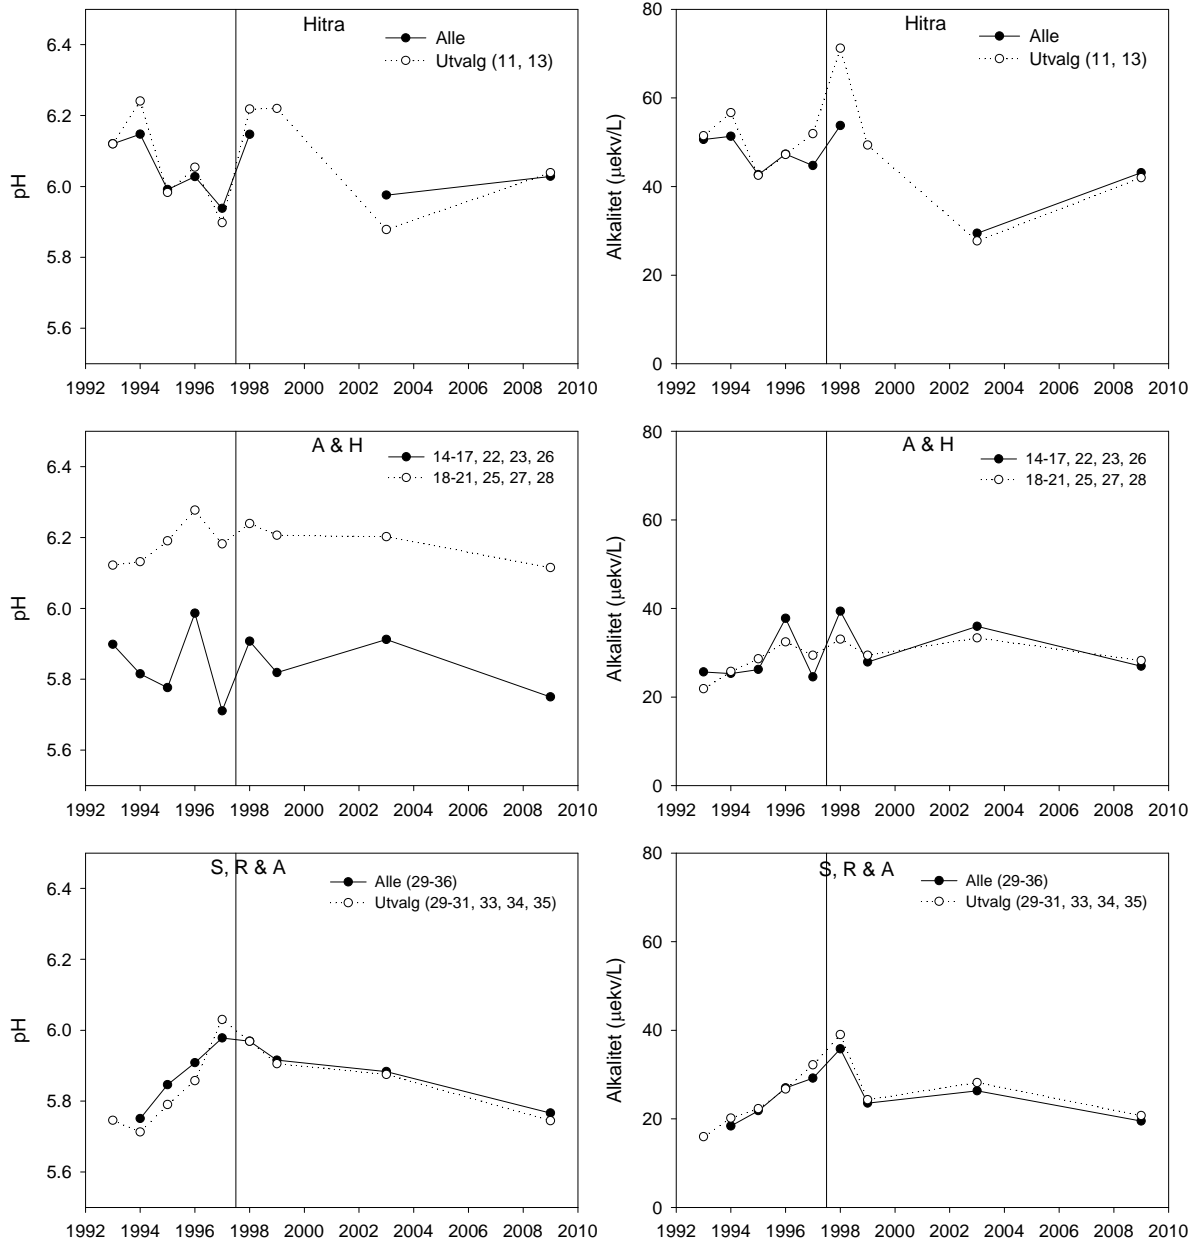 Hitra
Alle
Utvalg (11, 13)
pH
6.4
6.2
6.0
5.8
5.6
1992 1994 1996 1998 2000 2002 2004 2006 2008 2010
Hitra
Alle
Utvalg (11, 13)
Alkalitet (µekv/L)
80
60
40
20
0
1992 1994 1996 1998 2000 2002 2004 2006 2008 2010
A & H
14-17, 22, 23, 26
18-21, 25, 27, 28
pH
6.4
6.2
6.0
5.8
5.6
1992 1994 1996 1998 2000 2002 2004 2006 2008 2010
A & H
14-17, 22, 23, 26
18-21, 25, 27, 28
Alkalitet (µekv/L)
80
60
40
20
0
1992 1994 1996 1998 2000 2002 2004 2006 2008 2010
S, R & A
Alle (29-36)
Utvalg (29-31, 33, 34, 35)
pH
6.4
6.2
6.0
5.8
5.6
1992 1994 1996 1998 2000 2002 2004 2006 2008 2010
S, R & A
Alle (29-36)
Utvalg (29-31, 33, 34, 35)
Alkalitet (µekv/L)
80
60
40
20
0
1992 1994 1996 1998 2000 2002 2004 2006 2008 2010